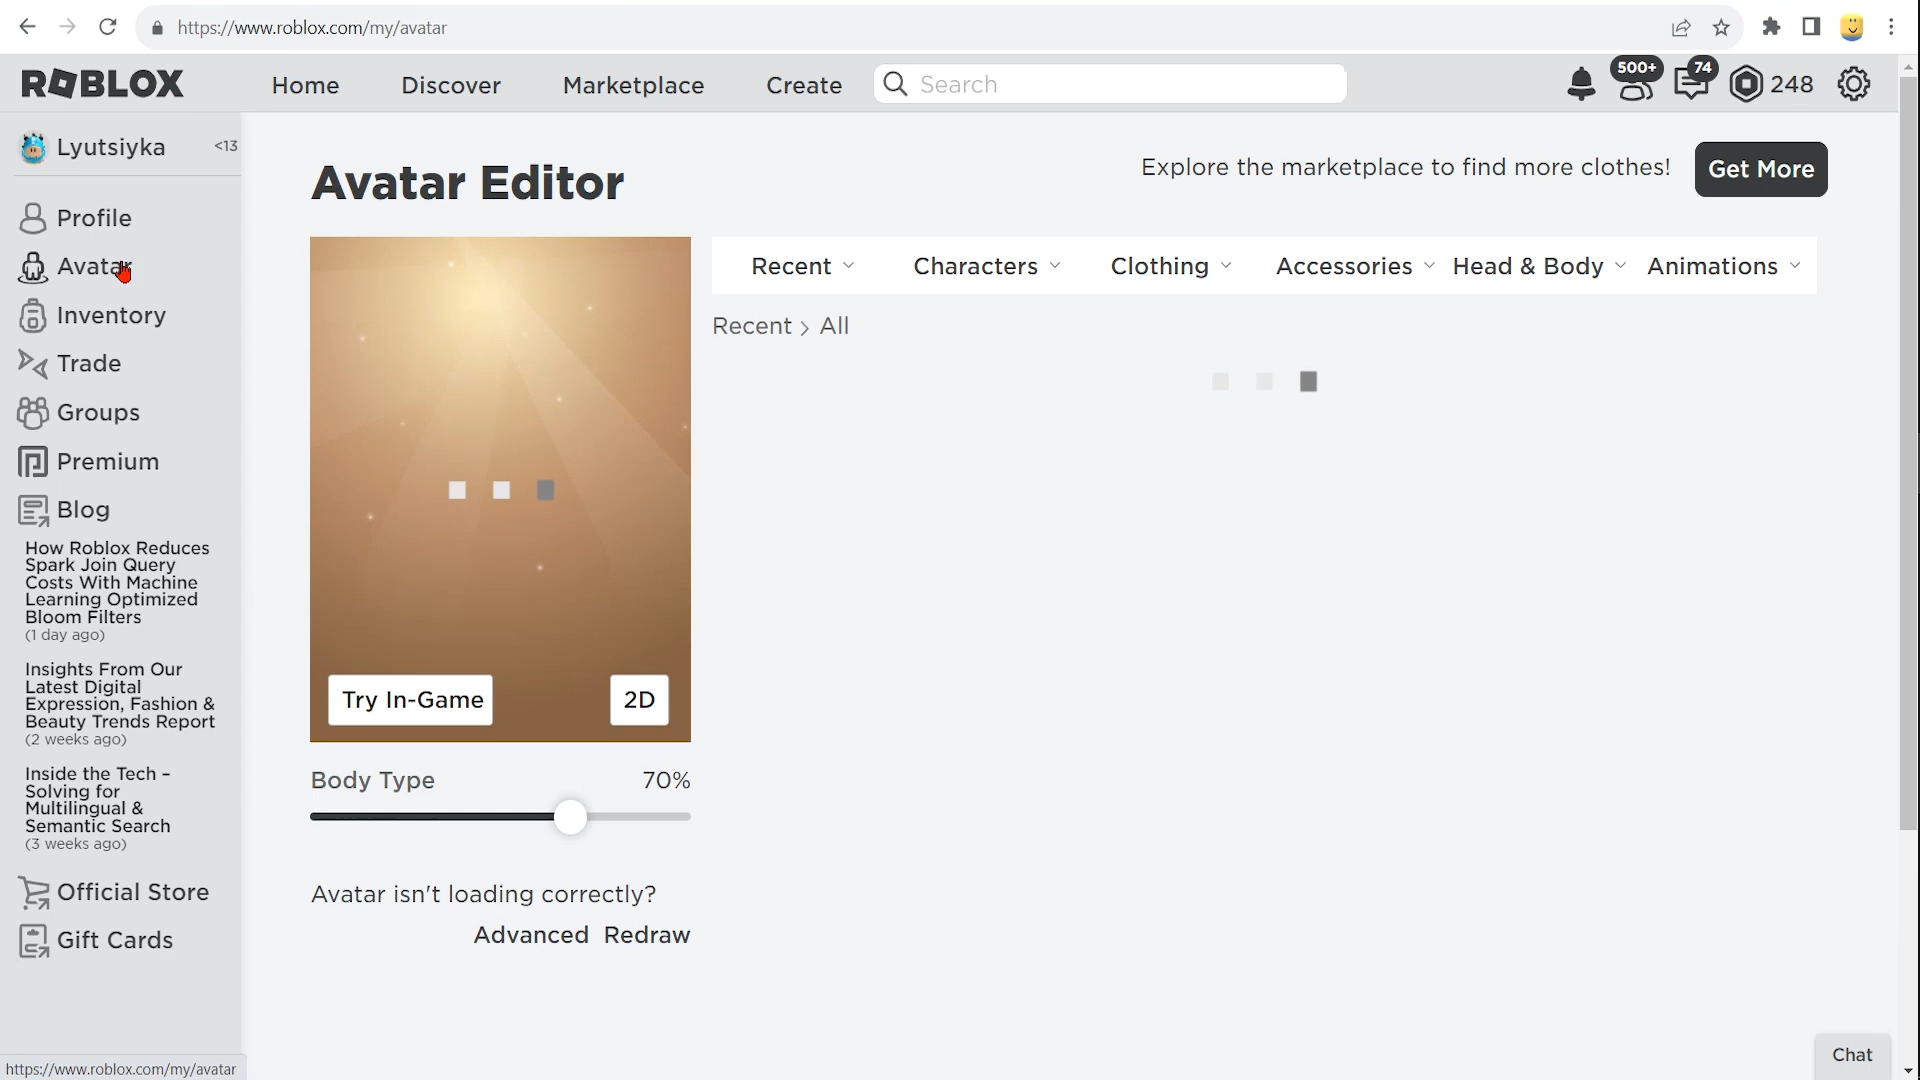 https://www.roblox.com/my/avatar
ROBLOX
Home
Discover
Marketplace
Create
Search
500+
74
248
Lyutsiyka
<13
Profile
Avatar
Inventory
Trade
Groups
Premium
Blog
How Roblox Reduces
Spark Join Query
Costs With Machine
Learning Optimized
Bloom Filters
(1 day ago)
Insights From Our
Latest Digital
Expression, Fashion &
Beauty Trends Report
(2 weeks ago)
Inside the Tech –
Solving for
Multilingual &
Semantic Search
(3 weeks ago)
Official Store
Gift Cards
Avatar Editor
Explore the marketplace to find more clothes!
Get More
Recent
Characters
Clothing
Accessories
Head & Body
Animations
Recent > All
Try In-Game
2D
Body Type
70%
Avatar isn't loading correctly?
Advanced Redraw
Chat
https://www.roblox.com/my/avatar